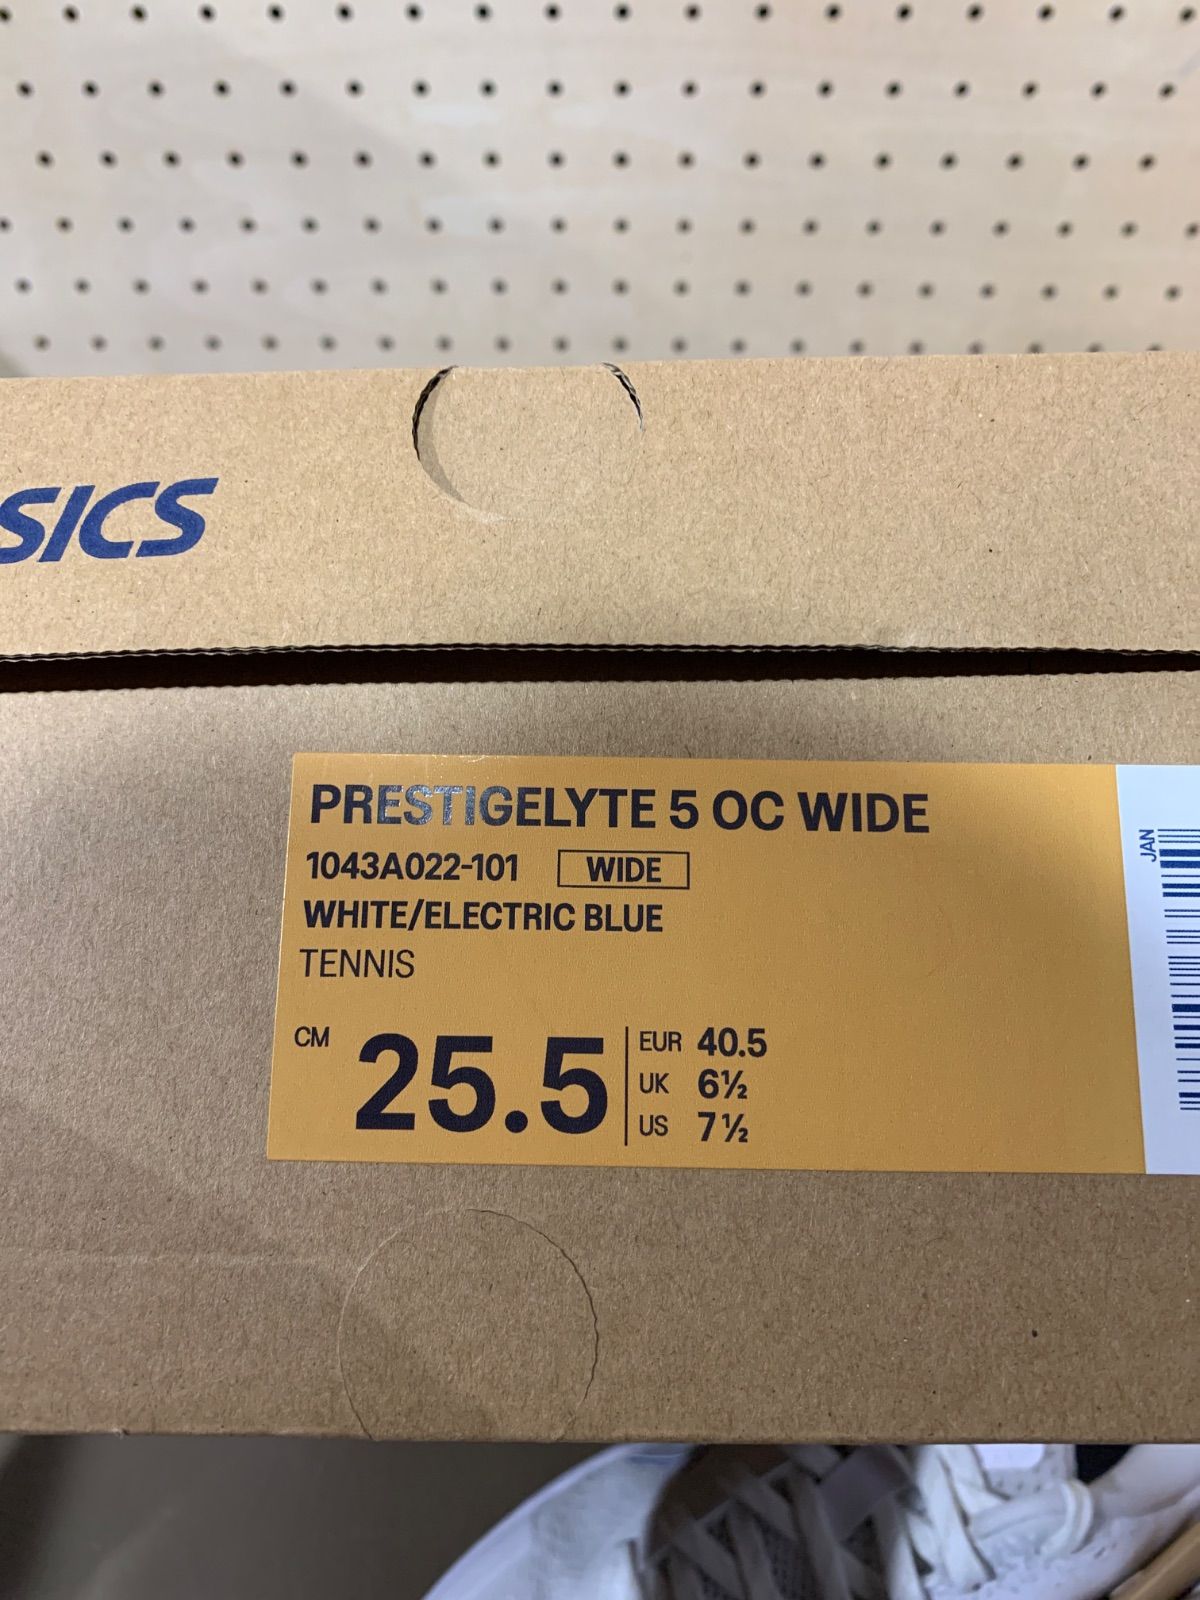 SICS
PRESTIGELYTE 5 OC WIDE
1043A022-101 WIDE
WHITE/ELECTRIC BLUE
TENNIS
CM 25.5
EUR 40.5
UK 6½
US 7½
JAN